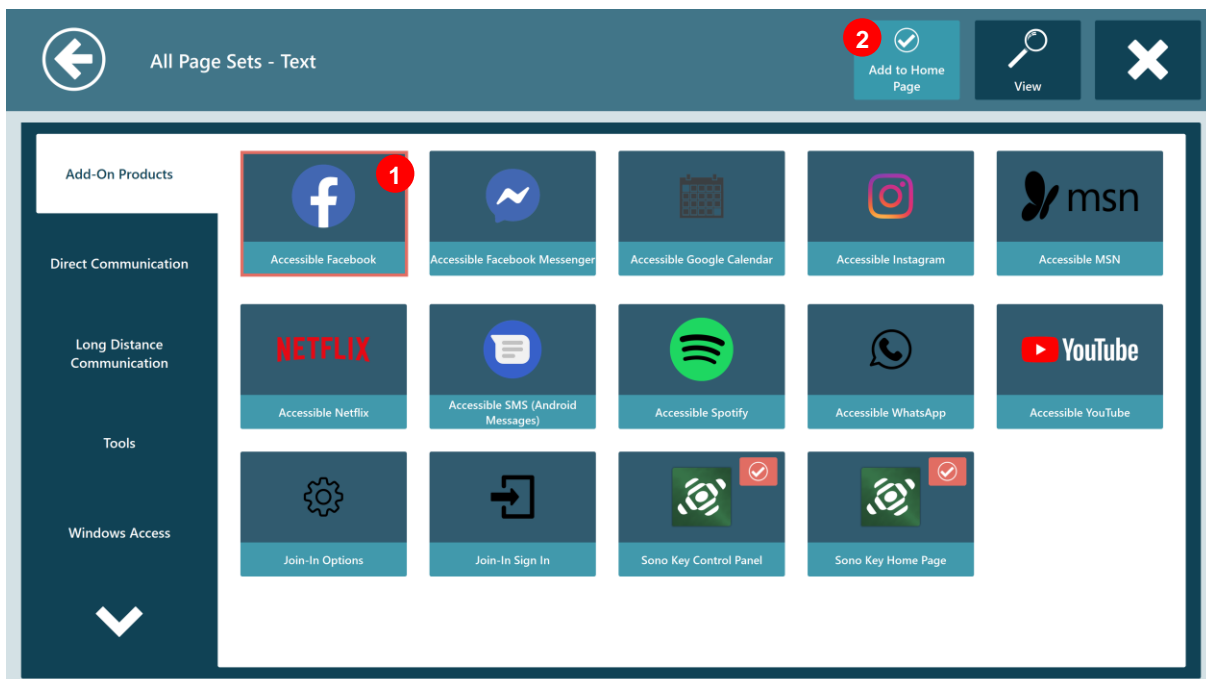 All Page Sets - Text
2
Add to Home
Page
View
Add-On Products
Direct Communication
Long Distance
Communication
Tools
Windows Access
1
Accessible Facebook
Accessible Facebook Messenger
Accessible Google Calendar
Accessible Instagram
msn
Accessible MSN
NETFLIX
Accessible Netflix
Accessible SMS (Android
Messages)
Accessible Spotify
Accessible WhatsApp
YouTube
Accessible YouTube
Join-In Options
Join-In Sign In
Sono Key Control Panel
Sono Key Home Page